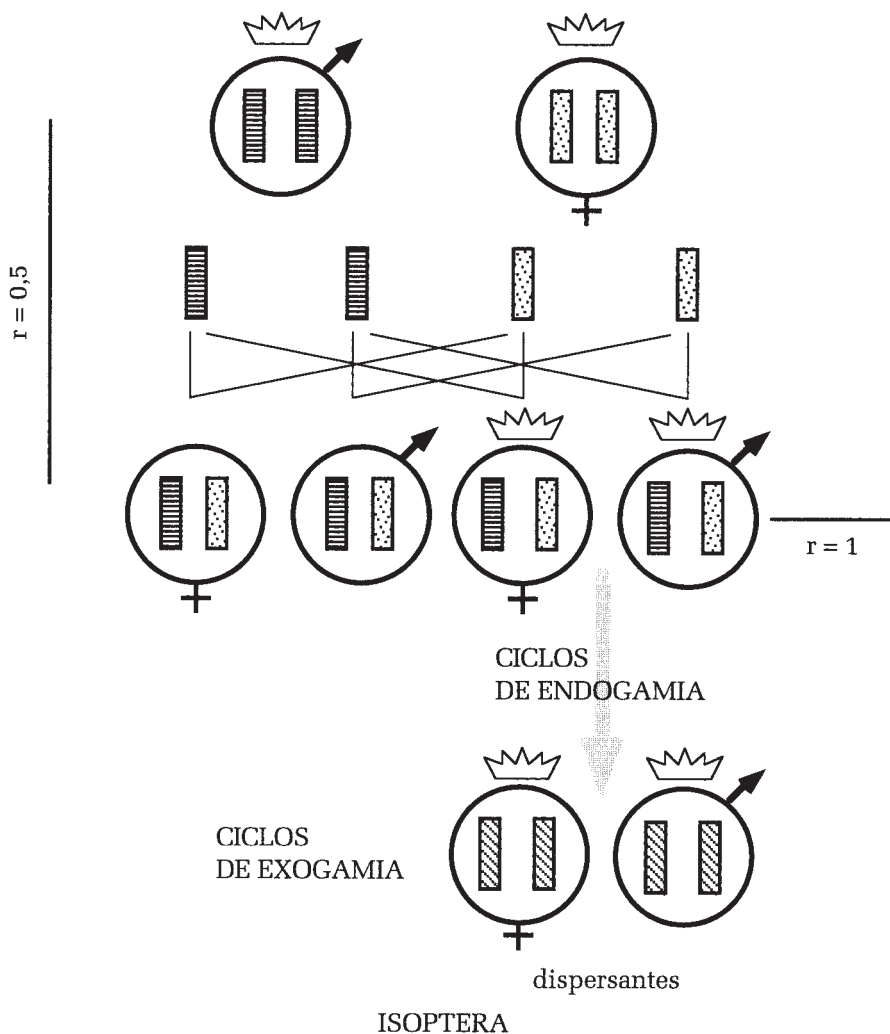 r = 0,5
r = 1
CICLOS
DE ENDOGAMIA
CICLOS
DE EXOGAMIA
dispersantes
ISOPTERA